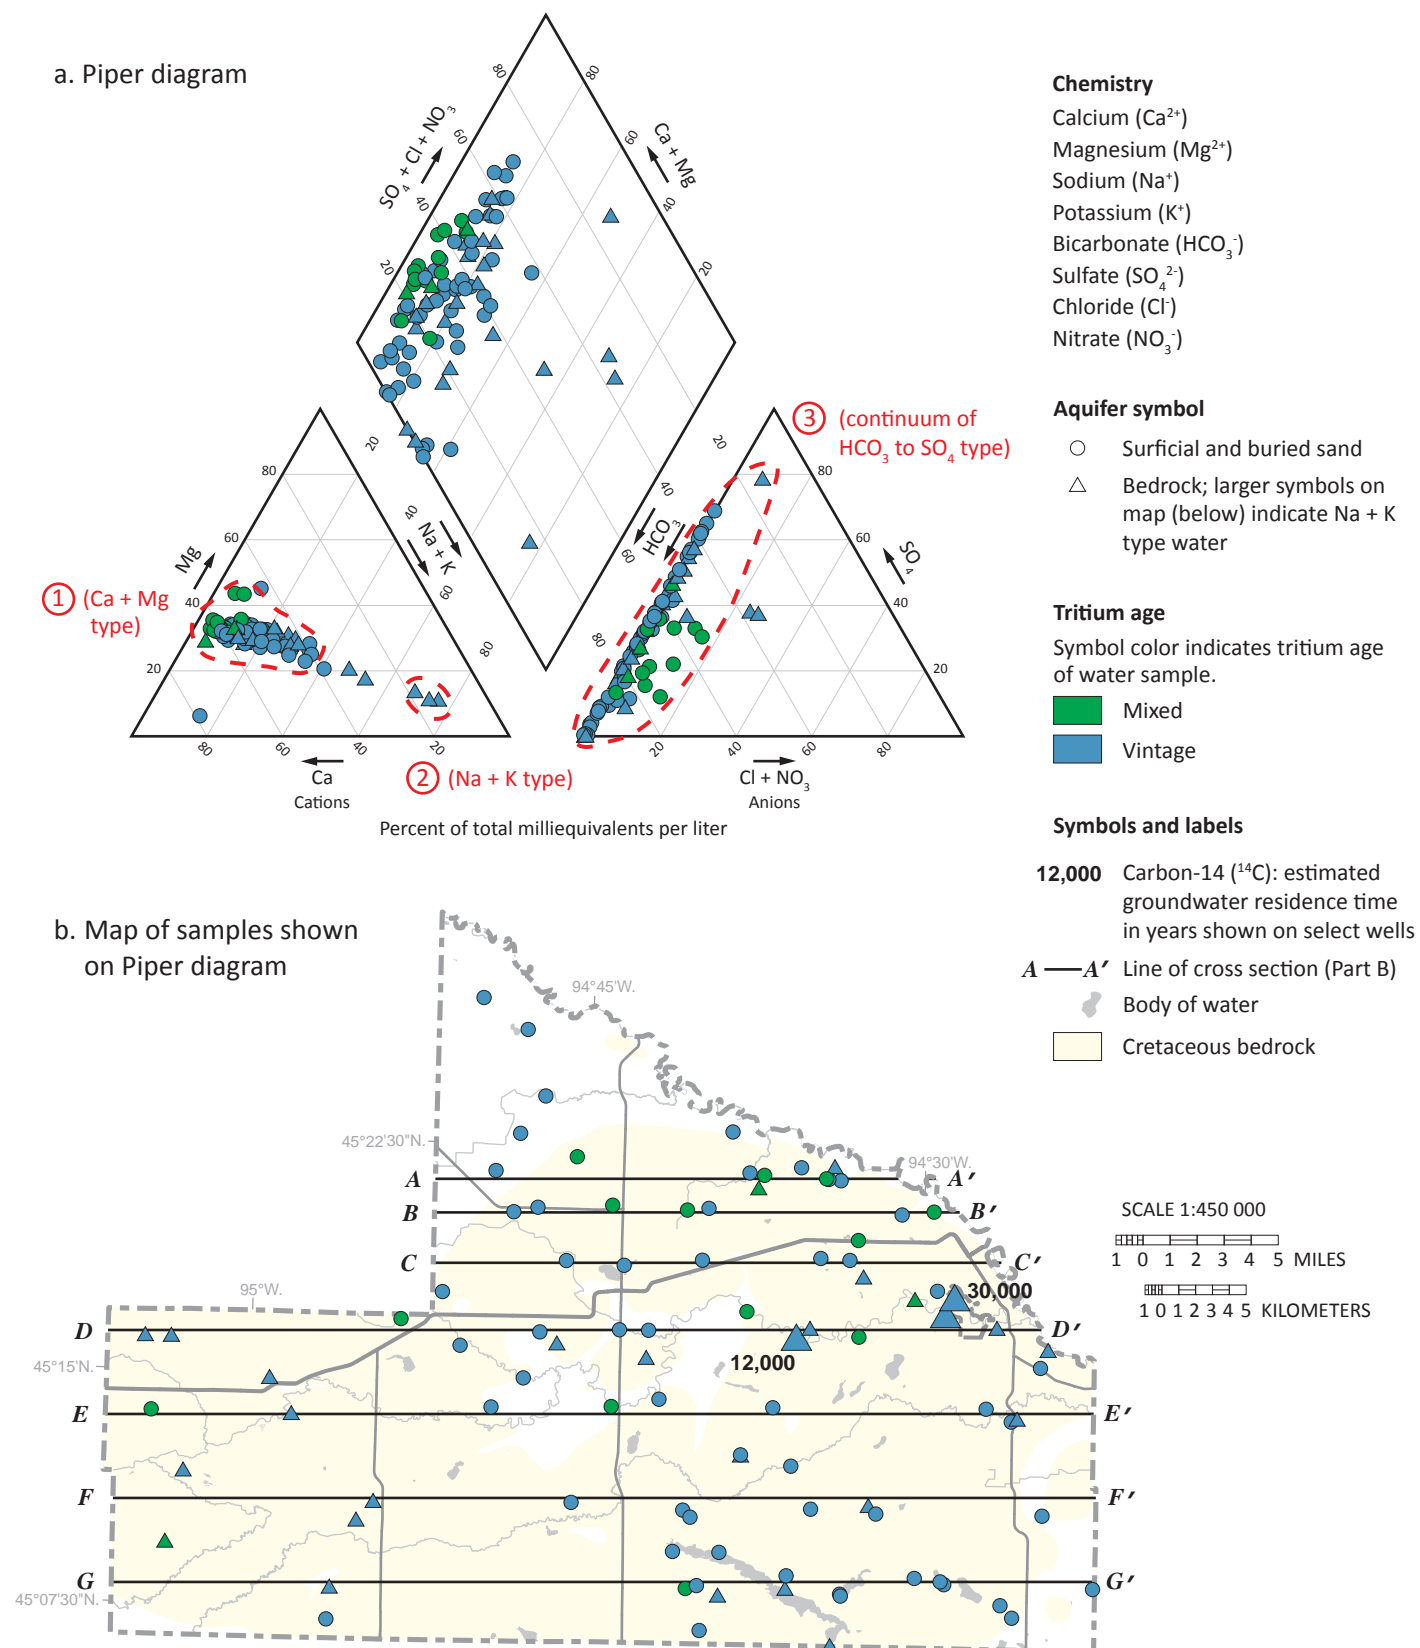 a. Piper diagram
80
80
SO4 + Cl + NO3
60
60
Ca + Mg
40
40
20
20
Chemistry
Calcium (Ca2+)
Magnesium (Mg2+)
Sodium (Na+)
Potassium (K+)
Bicarbonate (HCO3-)
Sulfate (SO42-)
Chloride (Cl-)
Nitrate (NO3-)
Aquifer symbol
Surficial and buried sand
Bedrock; larger symbols on
map (below) indicate Na + K
type water
Tritium age
Symbol color indicates tritium age
of water sample.
Mixed
Vintage
Symbols and labels
12,000 Carbon-14 (14C): estimated
groundwater residence time
in years shown on select wells
A — A′ Line of cross section (Part B)
Body of water
Cretaceous bedrock
80
60
Mg
40
20
20
40
Na + K
60
80
1 (Ca + Mg
type)
80
60
40
20
Ca
Cations
2 (Na + K type)
3 (continuum of
HCO3 to SO4 type)
20
40
HCO3
60
80
80
60
SO4
40
20
20
40
60
80
Cl + NO3
Anions
Percent of total milliequivalents per liter
b. Map of samples shown
on Piper diagram
94°45'W.
45°22'30"N.
94°30'W.
A A′
B B′
C C′
95°W.
30,000
D D′
12,000
45°15'N.
E E′
F F′
G G′
45°07'30"N.
SCALE 1:450 000
1 0 1 2 3 4 5 MILES
1 0 1 2 3 4 5 KILOMETERS